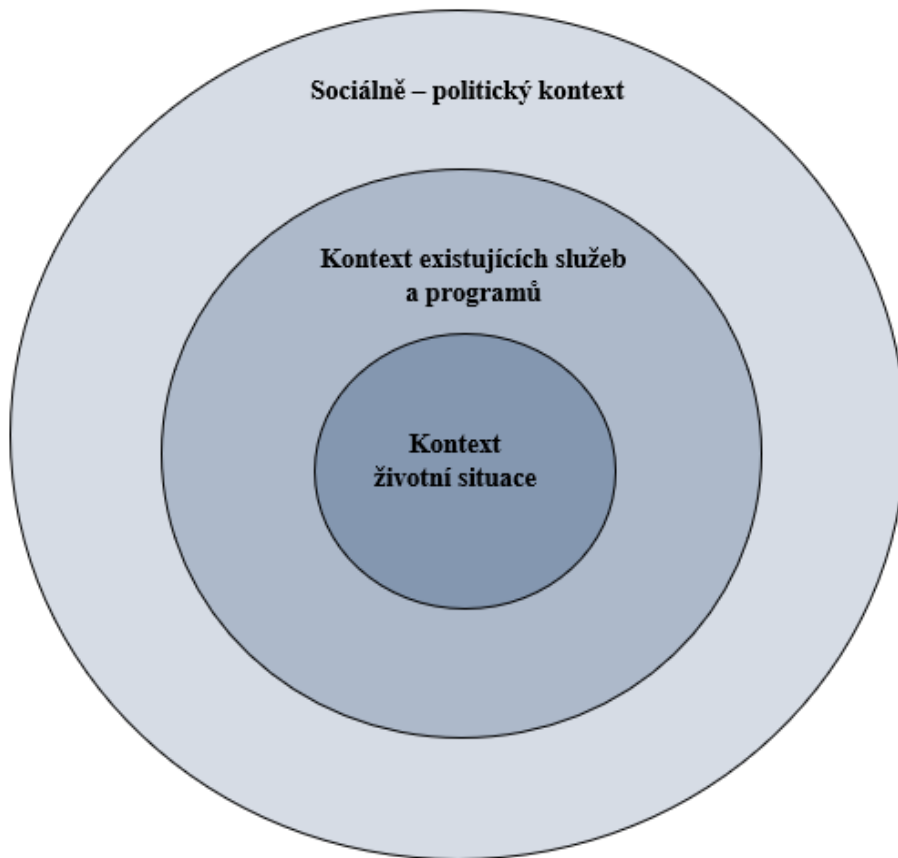 Sociálně – politický kontext
Kontext existujících služeb
a programů
Kontext
životní situace